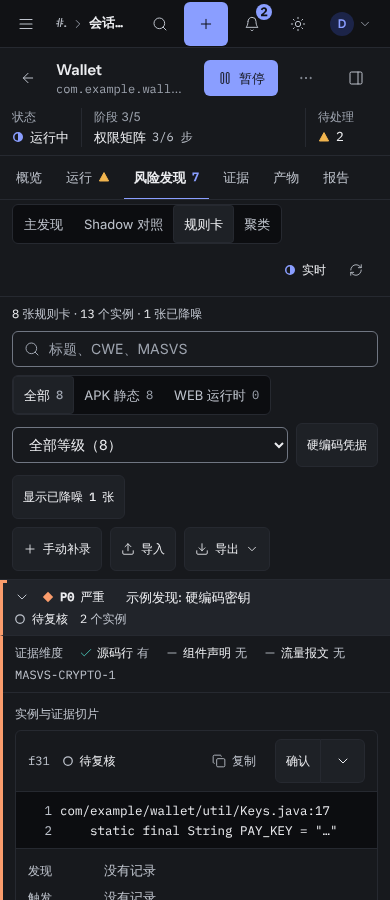 #. 会话…
2
D
Wallet
com.example.wall…
暂停
状态
阶段 3/5
待处理
运行中
权限矩阵 3/6 步
2
概览 运行 风险发现 7 证据 产物 报告
主发现 Shadow 对照 规则卡 聚类
实时
8 张规则卡 · 13 个实例 · 1 张已降噪
标题、CWE、MASVS
全部 8 APK 静态 8 WEB 运行时 0
全部等级（8） 硬编码凭据
显示已降噪 1 张
手动补录 导入 导出
P0 严重 示例发现: 硬编码密钥
待复核 2 个实例
证据维度 源码行 有 组件声明 无 流量报文 无
MASVS-CRYPTO-1
实例与证据切片
f31 待复核 复制 确认
1 com/example/wallet/util/Keys.java:17
2 static final String PAY_KEY = "…"
发现 没有记录
触发 没有记录